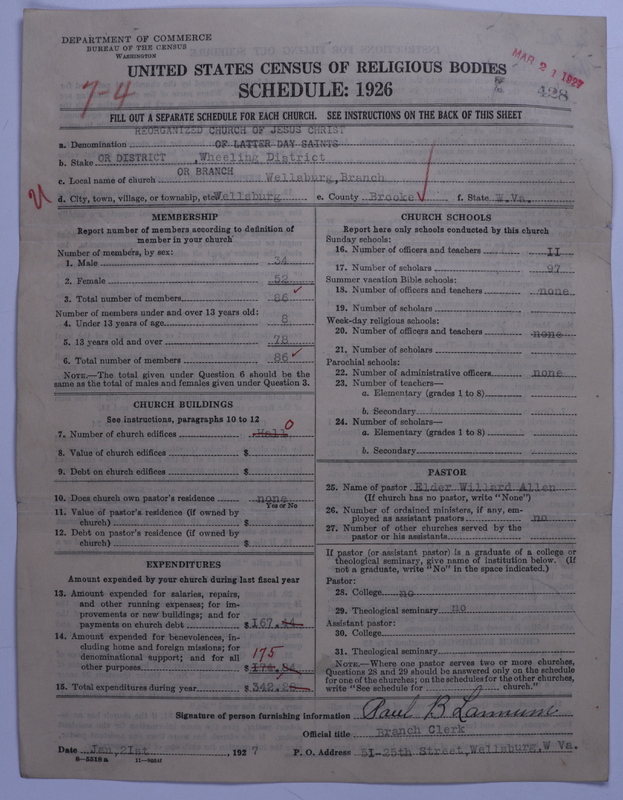 DEPARTMENT OF COMMERCE
BUREAU OF THE CENSUS
WASHINGTON
MAR 21 1927
UNITED STATES CENSUS OF RELIGIOUS BODIES
7-4
SCHEDULE: 1926
428
FILL OUT A SEPARATE SCHEDULE FOR EACH CHURCH. SEE INSTRUCTIONS ON THE BACK OF THIS SHEET
REORGANIZED CHURCH OF JESUS CHRIST
a. Denomination OF LATTER DAY SAINTS
b. Stake OR DISTRICT , Wheeling District
OR BRANCH
c. Local name of church Wellsburg, Branch
d. City, town, village, or township, etc. Wellsburg e. County Brooke f. State W.Va.
MEMBERSHIP
Report number of members according to definition of
member in your church
Number of members, by sex:
1. Male 34
2. Female 52
3. Total number of members 86
Number of members under and over 13 years old:
4. Under 13 years of age 8
5. 13 years old and over 78
6. Total number of members 86
NOTE.—The total given under Question 6 should be the
same as the total of males and females given under Question 3.
CHURCH BUILDINGS
See instructions, paragraphs 10 to 12
7. Number of church edifices Hall 0
8. Value of church edifices $
9. Debt on church edifices $
10. Does church own pastor's residence none
Yes or No
11. Value of pastor's residence (if owned by
church) $
12. Debt on pastor's residence (if owned by
church) $
EXPENDITURES
Amount expended by your church during last fiscal year
13. Amount expended for salaries, repairs,
and other running expenses; for im-
provements or new buildings; and for
payments on church debt $ 167.44
14. Amount expended for benevolences, in-
cluding home and foreign missions; for
denominational support; and for all 175
other purposes $ 174.84
15. Total expenditures during year $ 342.28
CHURCH SCHOOLS
Report here only schools conducted by this church
Sunday schools:
16. Number of officers and teachers II
17. Number of scholars 97
Summer vacation Bible schools:
18. Number of officers and teachers none
19. Number of scholars
Week-day religious schools:
20. Number of officers and teachers none
21. Number of scholars
Parochial schools:
22. Number of administrative officers none
23. Number of teachers—
a. Elementary (grades 1 to 8)
b. Secondary
24. Number of scholars—
a. Elementary (grades 1 to 8)
b. Secondary
PASTOR
25. Name of pastor Elder Willard Allen
(If church has no pastor, write "None")
26. Number of ordained ministers, if any, em-
ployed as assistant pastors no
27. Number of other churches served by the
pastor or his assistants
If pastor (or assistant pastor) is a graduate of a college or
theological seminary, give name of institution below. (If
not a graduate, write "No" in the space indicated.)
Pastor:
28. College no
29. Theological seminary no
Assistant pastor:
30. College
31. Theological seminary
NOTE.—Where one pastor serves two or more churches,
Questions 28 and 29 should be answered only on the schedule
for one of the churches; on the schedules for the other churches,
write "See schedule for church."
Signature of person furnishing information Paul B
Official title Branch Clerk
Date Jan, 21st , 1927 P. O. Address 51-25th Street, Wellsburg, W Va.
8-5518 a